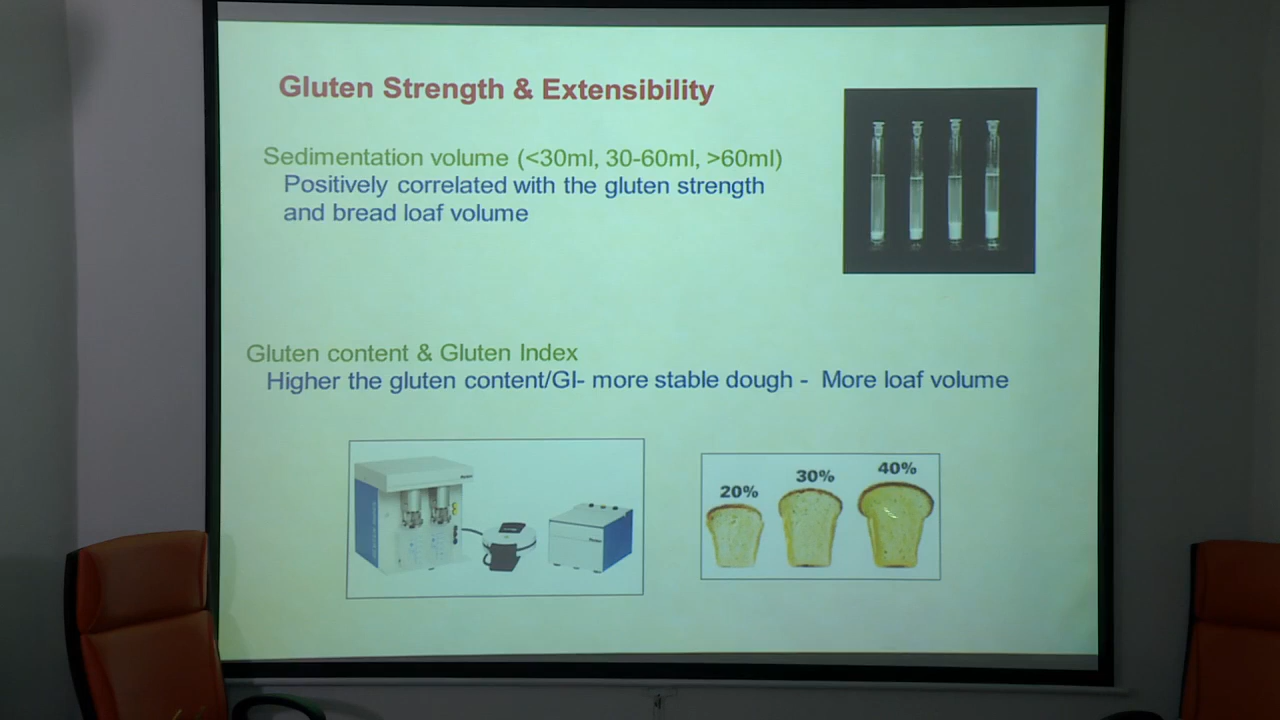 Gluten Strength & Extensibility
Sedimentation volume (<30ml, 30-60ml, >60ml)
Positively correlated with the gluten strength
and bread loaf volume
Gluten content & Gluten Index
Higher the gluten content/GI- more stable dough - More loaf volume
20%
30%
40%